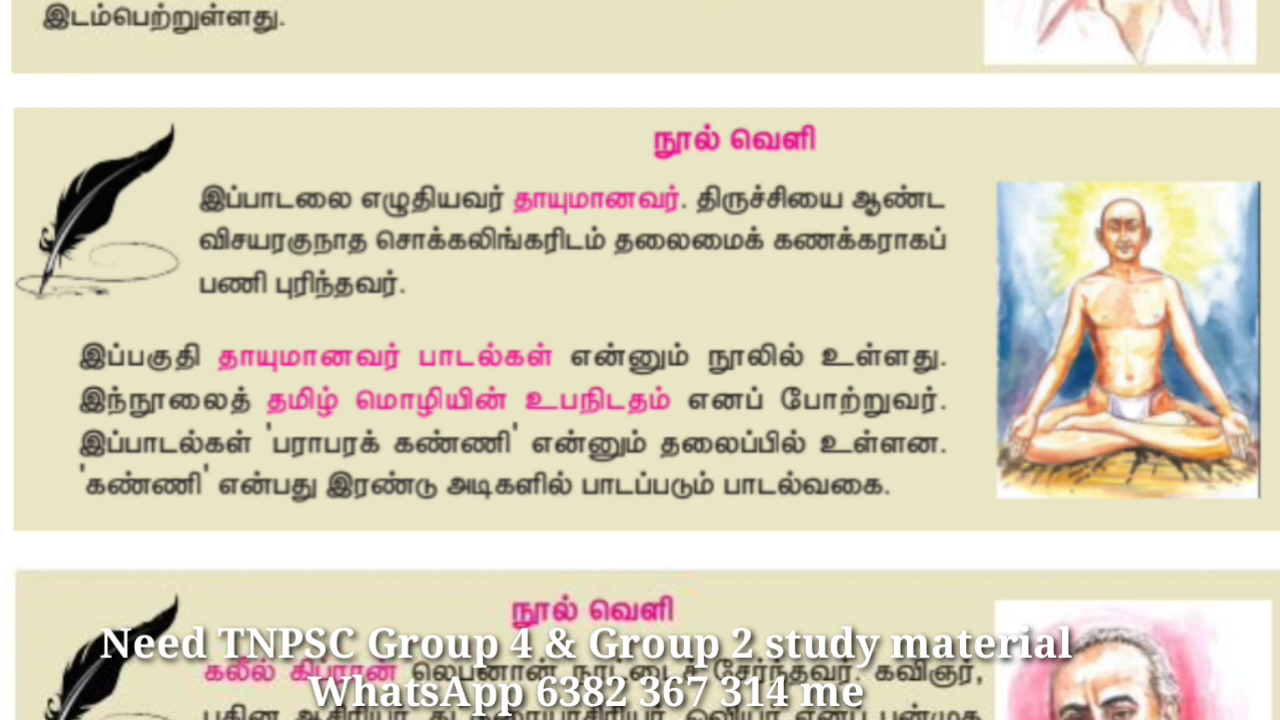 இடம்பெற்றுள்ளது.
நூல் வெளி
இப்பாடலை எழுதியவர் தாயுமானவர். திருச்சியை ஆண்ட
விசயரகுநாத சொக்கலிங்கரிடம் தலைமைக் கணக்கராகப்
பணி புரிந்தவர்.
இப்பகுதி தாயுமானவர் பாடல்கள் என்னும் நூலில் உள்ளது.
இந்நூலைத் தமிழ் மொழியின் உபநிடதம் எனப் போற்றுவர்.
இப்பாடல்கள் 'பராபரக் கண்ணி' என்னும் தலைப்பில் உள்ளன.
'கண்ணி' என்பது இரண்டு அடிகளில் பாடப்படும் பாடல்வகை.
நூல் வெளி
Need TNPSC Group 4 & Group 2 study material
கலீல் கிப்ரான் லெபனான் நாட்டைச் சேர்ந்தவர். கவிஞர்,
WhatsApp 6382 367 314 me